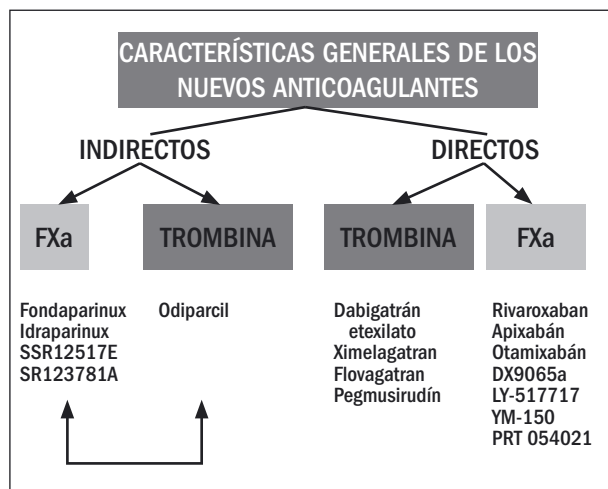 CARACTERÍSTICAS GENERALES DE LOS
NUEVOS ANTICOAGULANTES
INDIRECTOS
DIRECTOS
FXa
TROMBINA
TROMBINA
FXa
Fondaparinux
Idraparinux
SSR12517E
SR123781A
Odiparcil
Dabigatrán
etexilato
Ximelagatran
Flovagatran
Pegmusirudín
Rivaroxaban
Apixabán
Otamixabán
DX9065a
LY-517717
YM-150
PRT 054021